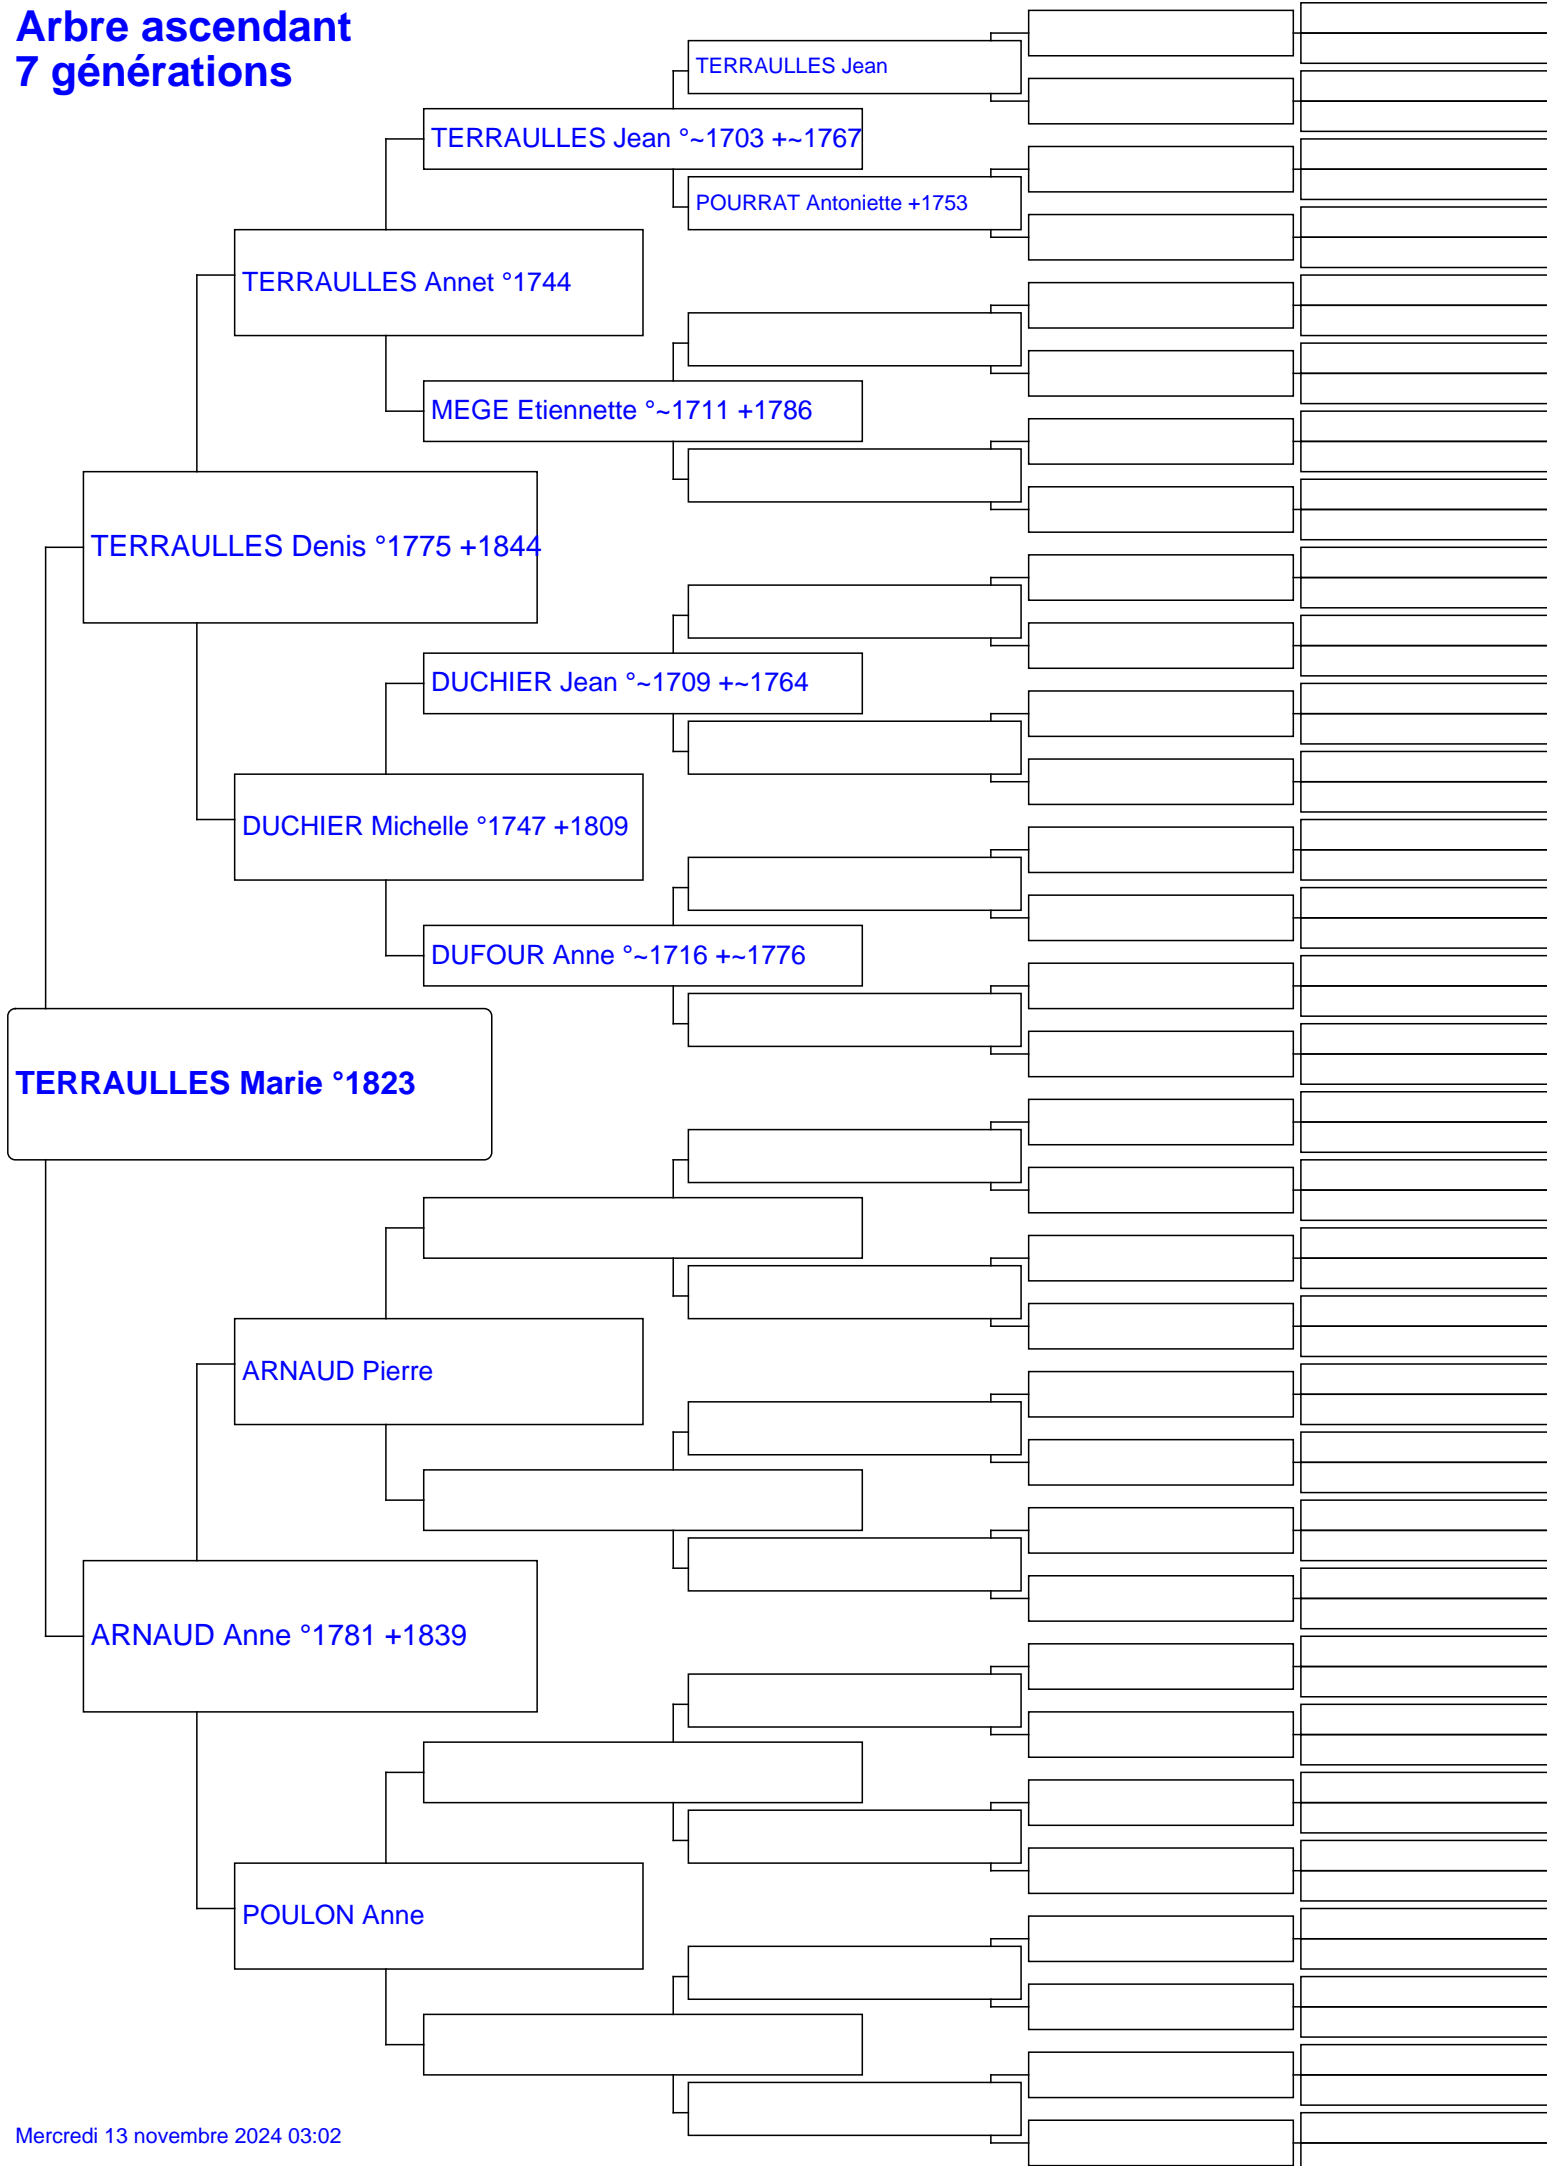 Arbre ascendant
7 générations
TERRAULLES Jean
TERRAULLES Jean °~1703 +~1767
POURRAT Antoniette +1753
TERRAULLES Annet °1744
MEGE Etiennette °~1711 +1786
TERRAULLES Denis °1775 +1844
DUCHIER Jean °~1709 +~1764
DUCHIER Michelle °1747 +1809
DUFOUR Anne °~1716 +~1776
TERRAULLES Marie °1823
ARNAUD Pierre
ARNAUD Anne °1781 +1839
POULON Anne
Mercredi 13 novembre 2024 03:02